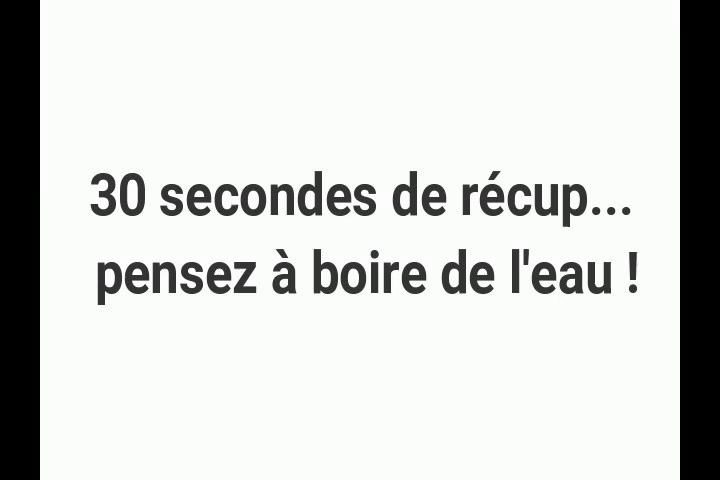 30 secondes de récup...
pensez à boire de l'eau !